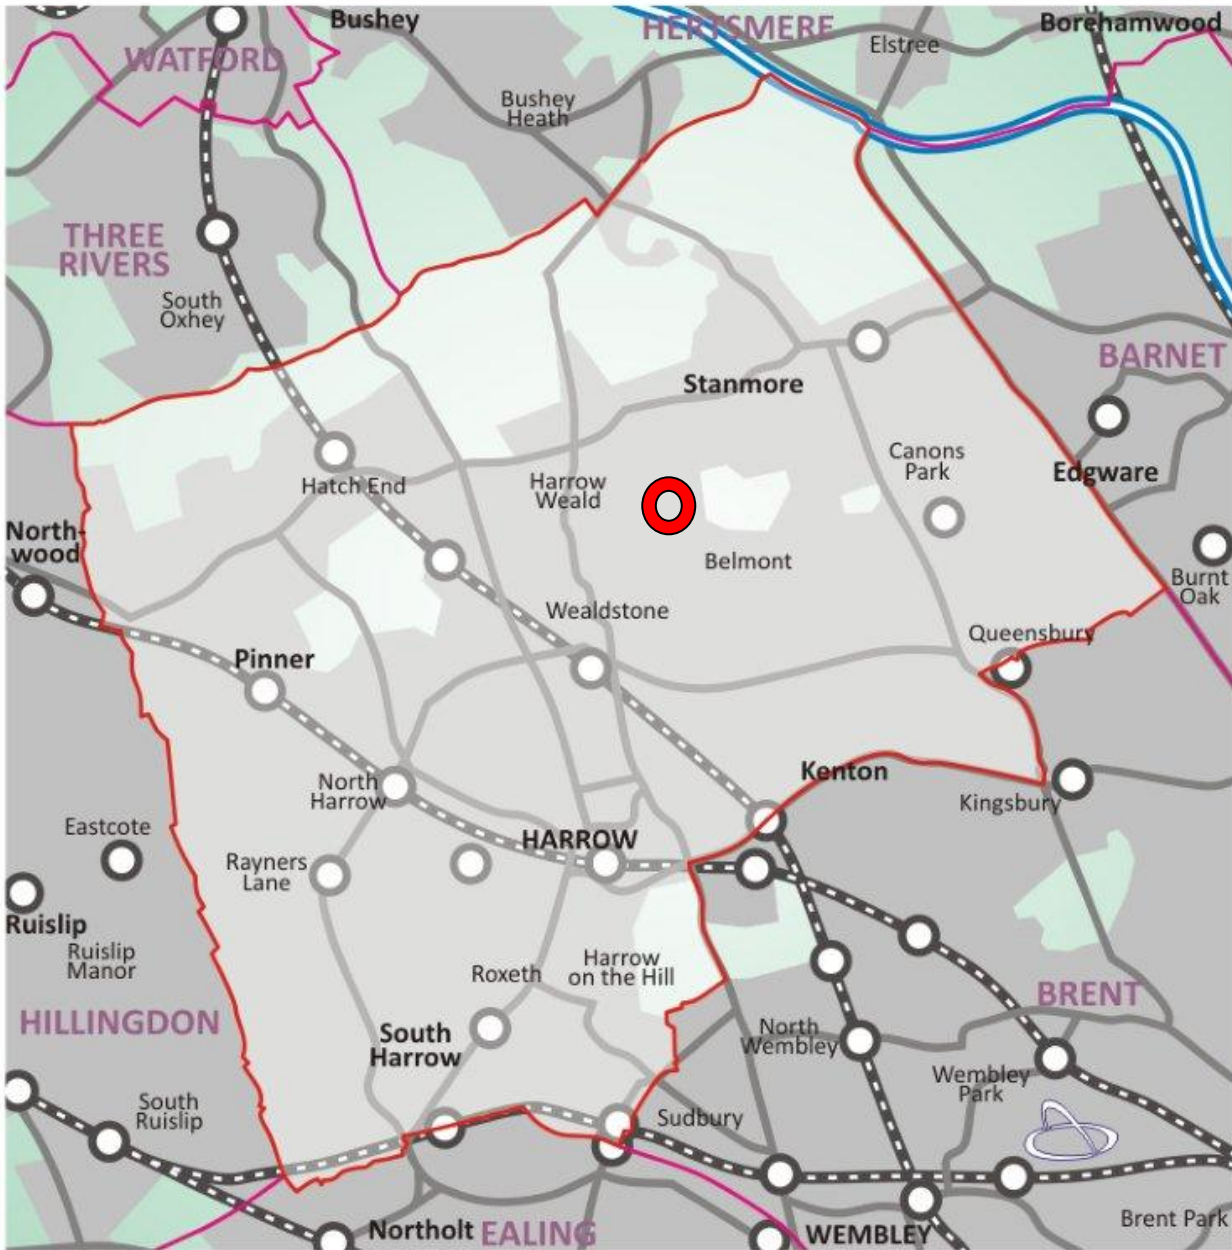 Bushey
HERTSMERE
Borehamwood
WATFORD
Elstree
Bushey
Heath
THREE
RIVERS
South
Oxhey
BARNET
Stanmore
Canons
Park
Edgware
Hatch End
Harrow
Weald
North-
wood
Belmont
Burnt
Oak
Wealdstone
Queensbury
Pinner
North
Harrow
Kenton
Kingsbury
Eastcote
HARROW
Rayners
Lane
Ruislip
Ruislip
Manor
Roxeth
Harrow
on the Hill
HILLINGDON
BRENT
South
Harrow
North
Wembley
Wembley
Park
South
Ruislip
Sudbury
Northolt
EALING
WEMBLEY
Brent Park